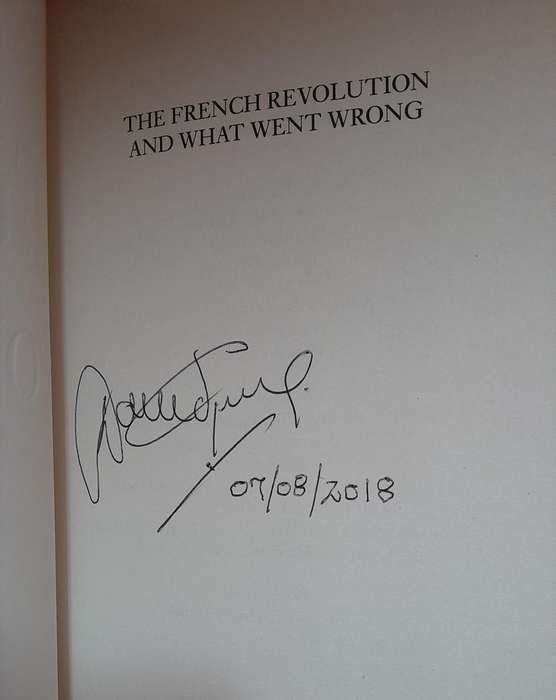 THE FRENCH REVOLUTION
AND WHAT WENT WRONG
07/08/2018